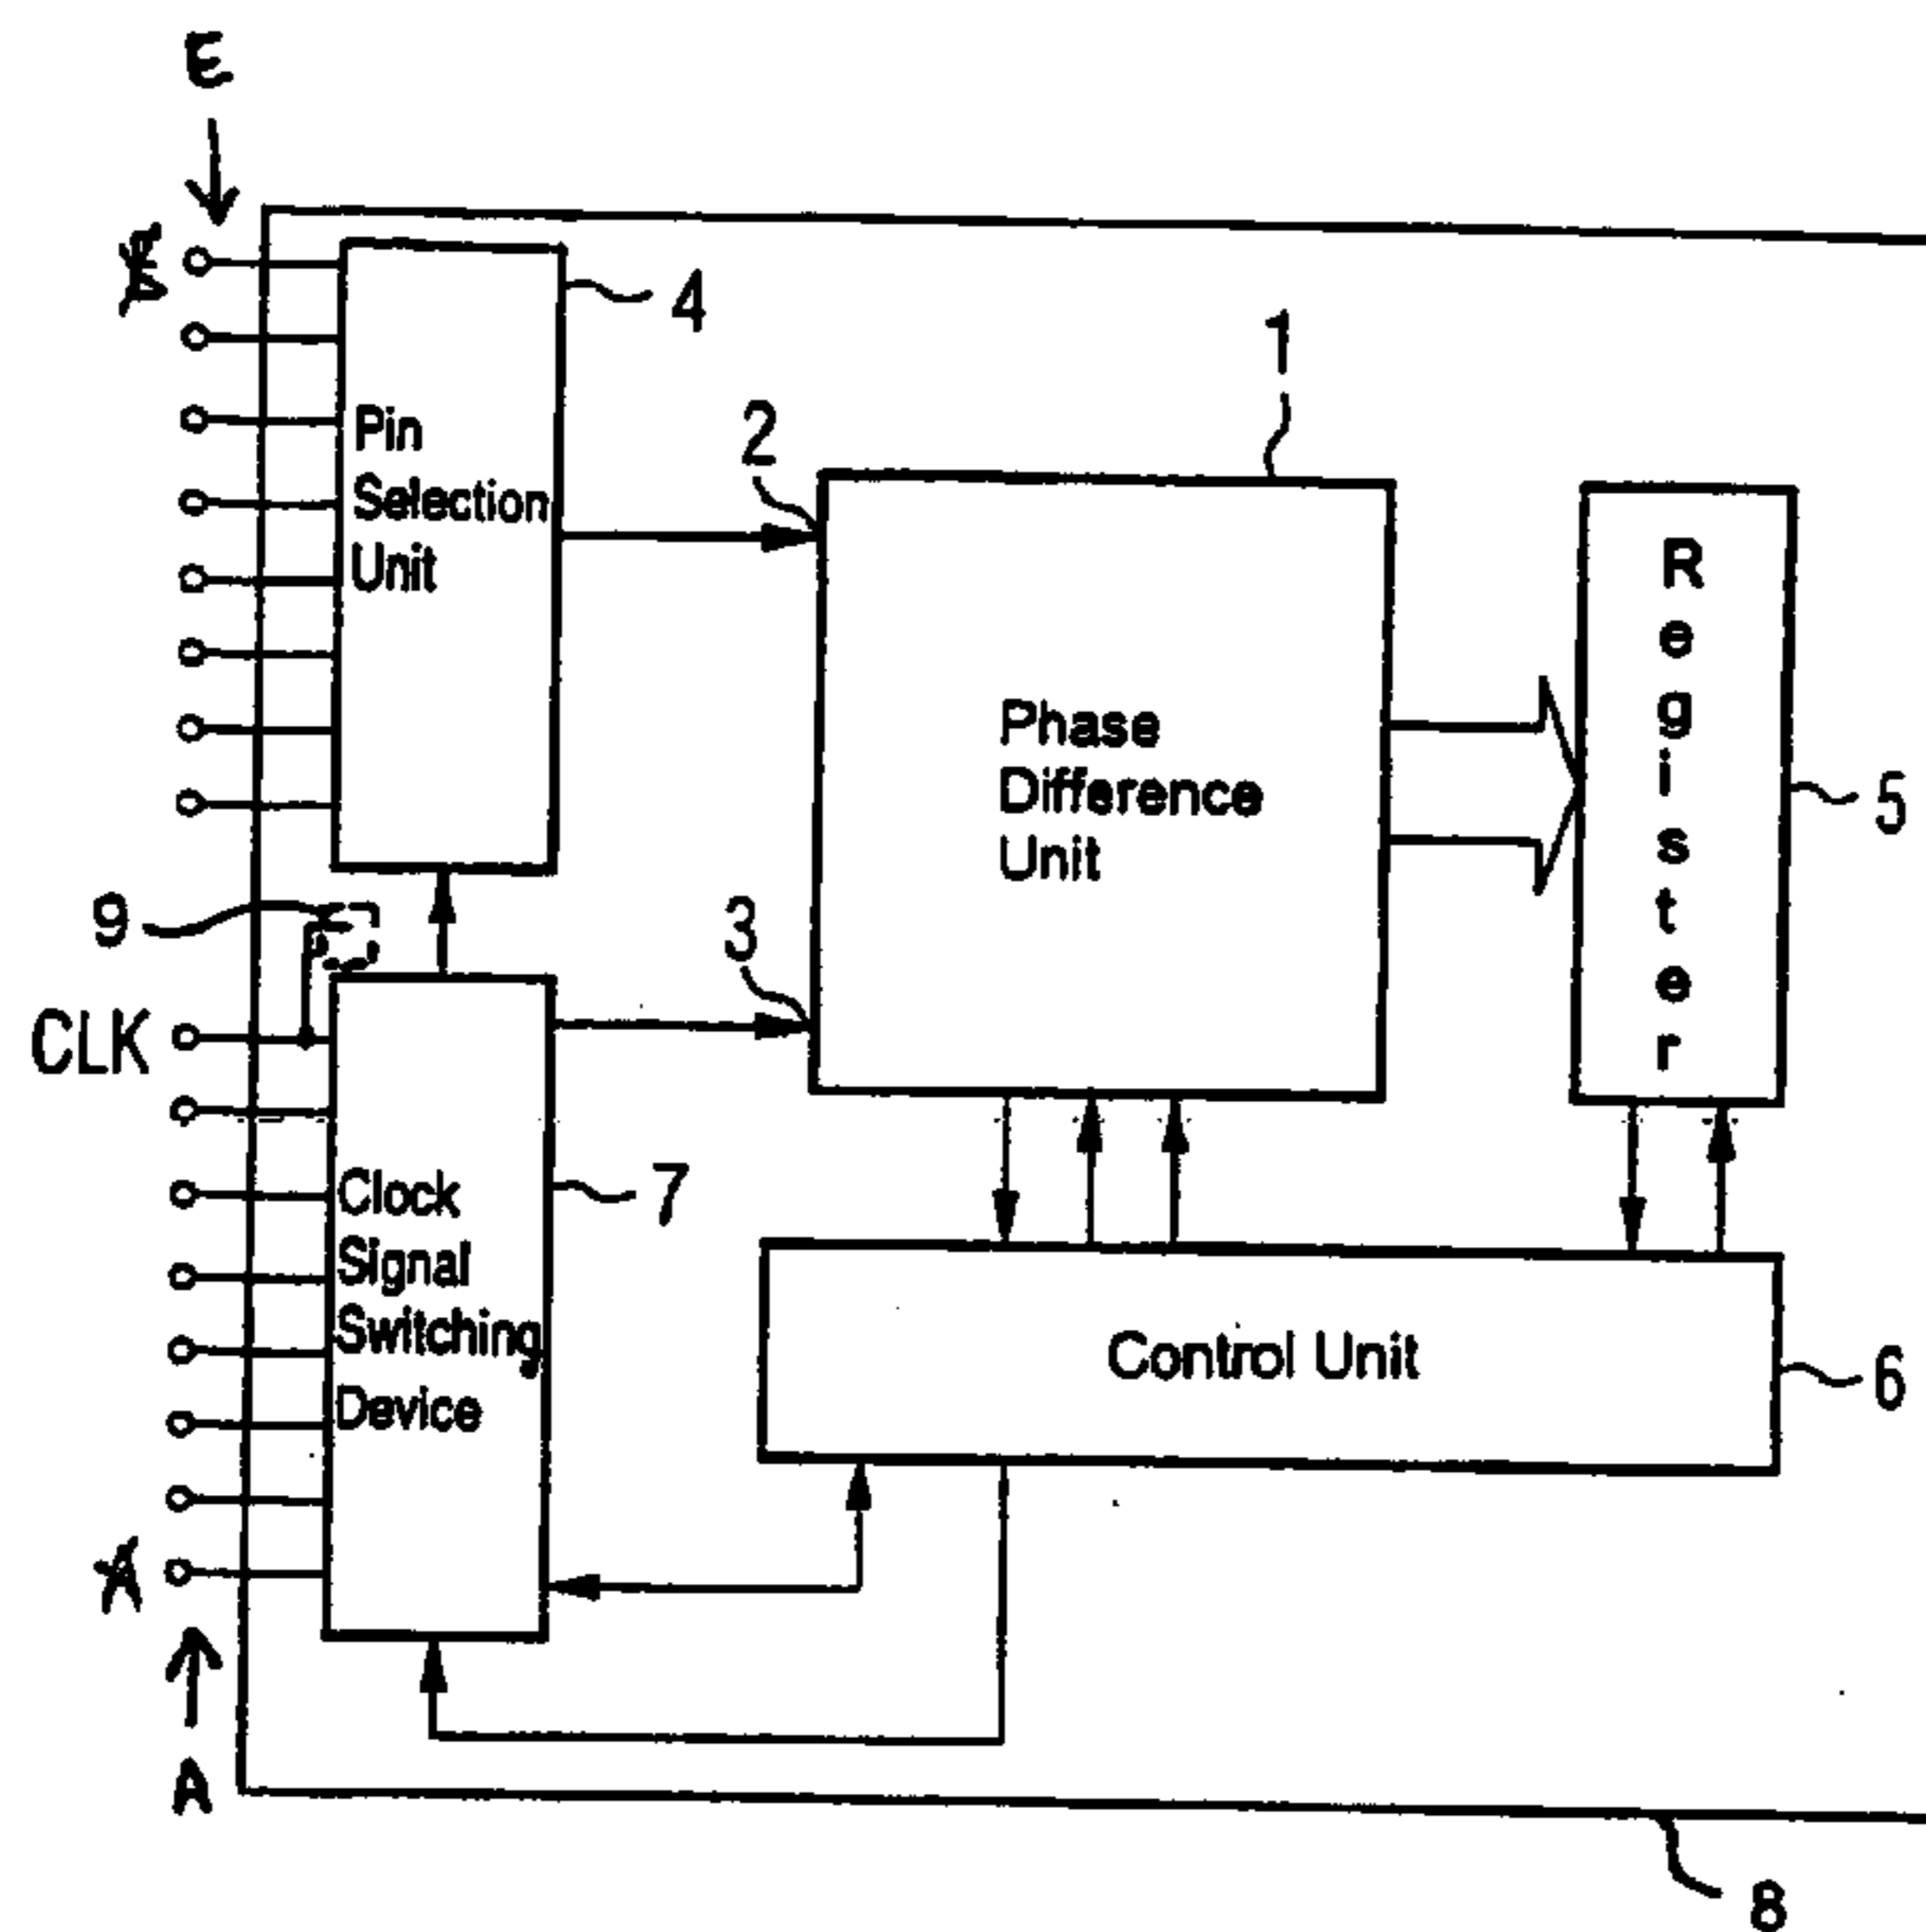 E
4
1
2
Pin
Selection
Unit
Register
Phase
Difference
Unit
5
9
3
CLK
7
Clock
Signal
Switching
Device
Control Unit
6
A
A
8